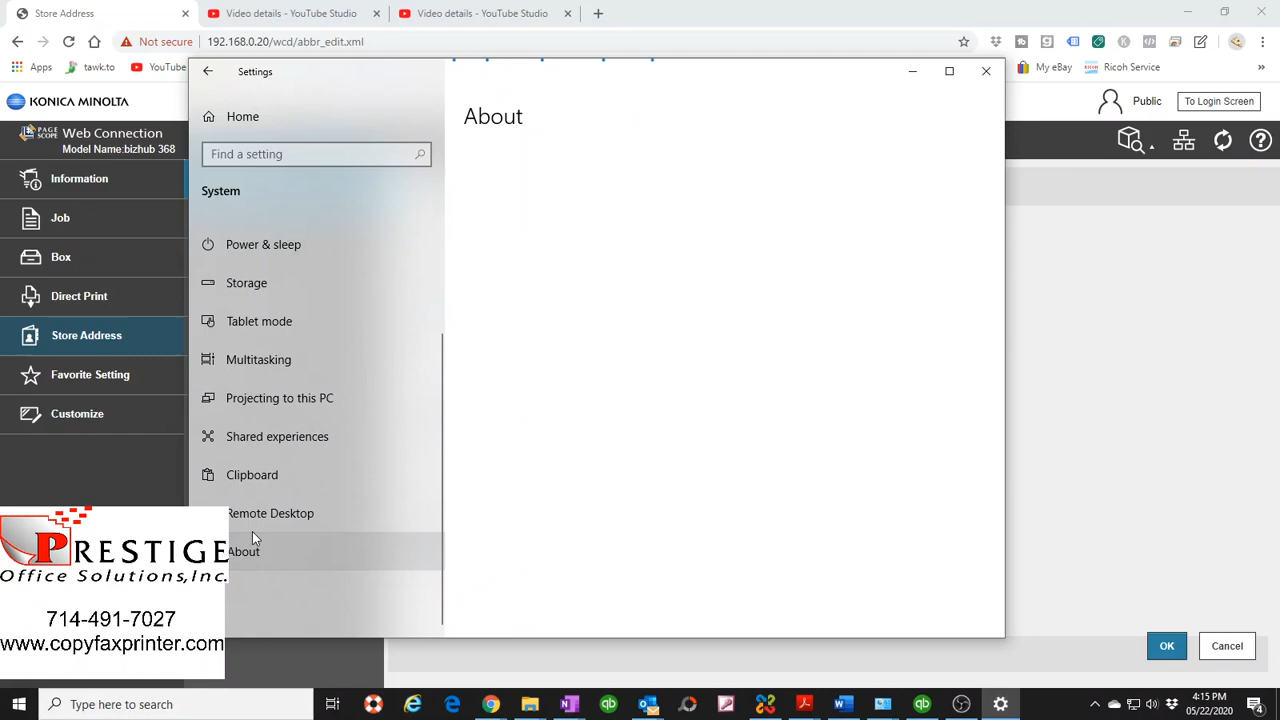 Store Address
Video details - YouTube Studio
Video details - YouTube Studio
Not secure
192.168.0.20/wcd/abbr_edit.xml
Apps
tawk.to
YouTube
My eBay
Ricoh Service
»
Settings
KONICA MINOLTA
Public
To Login Screen
PAGE SCOPE
Web Connection
Model Name:bizhub 368
Information
Job
Box
Direct Print
Store Address
Favorite Setting
Customize
Home
Find a setting
System
Power & sleep
Storage
Tablet mode
Multitasking
Projecting to this PC
Shared experiences
Clipboard
Remote Desktop
About
About
PRESTIGE
Office Solutions,Inc.
714-491-7027
www.copyfaxprinter.com
OK
Cancel
Type here to search
4:15 PM
05/22/2020
4